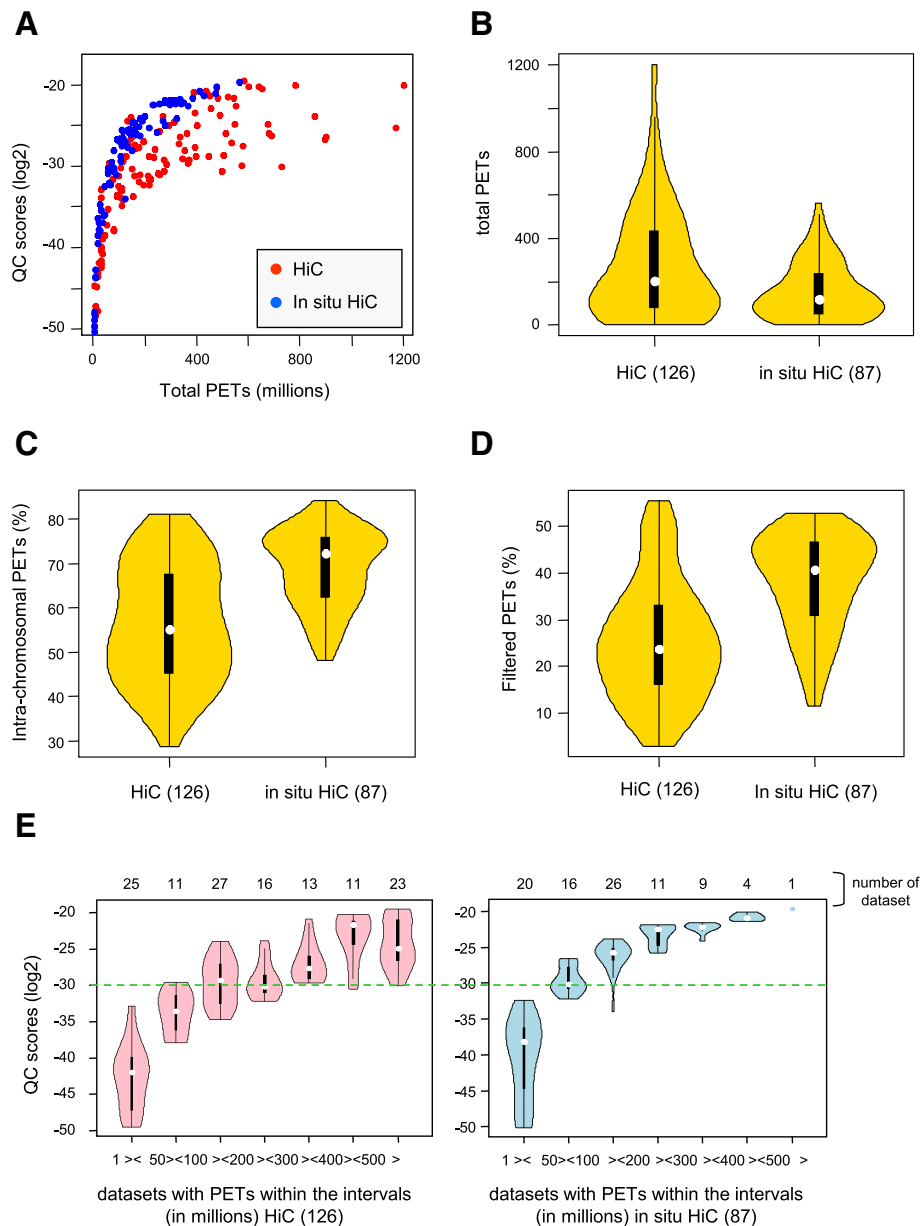 A
QC scores (log2)
-20
-30
-40
-50
HiC
In situ HiC
0
400
800
1200
Total PETs (millions)
B
total PETs
1200
800
400
0
HiC (126)
in situ HiC (87)
C
Intra-chromosomal PETs (%)
80
70
60
50
40
30
HiC (126)
in situ HiC (87)
D
Filtered PETs (%)
50
40
30
20
10
HiC (126)
In situ HiC (87)
E
25 11 27 16 13 11 23
QC scores (log2)
-20
-25
-30
-35
-40
-45
-50
1 >< 50><100 ><200 ><300 ><400 ><500 >
datasets with PETs within the intervals
(in millions) HiC (126)
20 16 26 11 9 4 1
number of
dataset
-20
-25
-30
-35
-40
-45
-50
1 >< 50><100 ><200 ><300 ><400 ><500 >
datasets with PETs within the intervals
(in millions) in situ HiC (87)